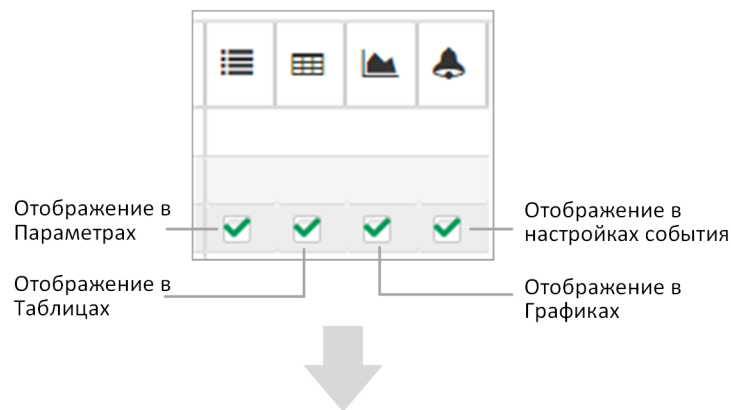 Отображение в
Параметрах
Отображение в
Таблицах
Отображение в
настройках события
Отображение в
Графиках